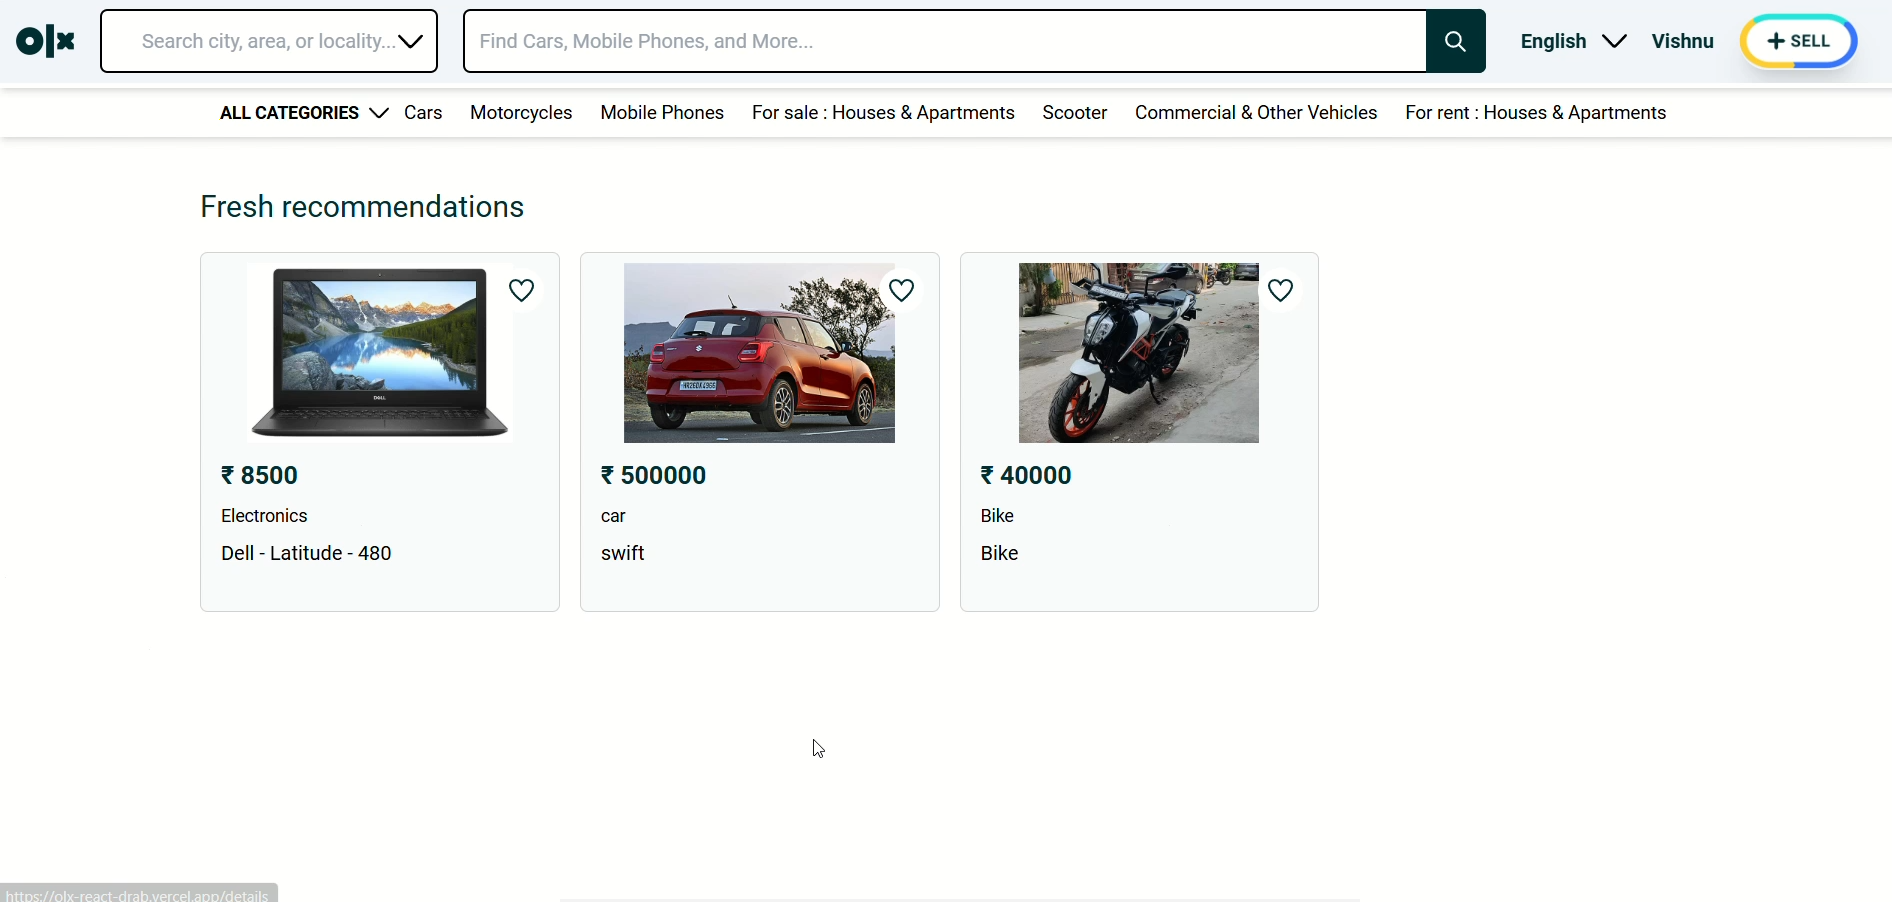 olx
Search city, area, or locality...
Find Cars, Mobile Phones, and More...
English
Vishnu
+ SELL
ALL CATEGORIES
Cars
Motorcycles
Mobile Phones
For sale : Houses & Apartments
Scooter
Commercial & Other Vehicles
For rent : Houses & Apartments
Fresh recommendations
DELL
₹ 8500
Electronics
Dell - Latitude - 480
₹ 500000
car
swift
₹ 40000
Bike
Bike
https://olx-react-drab.vercel.app/details